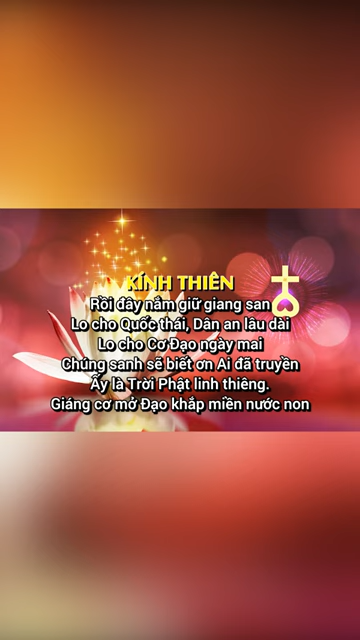 KÍNH THIÊN
Rồi đây nắm giữ giang san
Lo cho Quốc thái, Dân an lâu dài
Lo cho Cơ Đạo ngày mai
Chúng sanh sẽ biết ơn Ai đã truyền
Ấy là Trời Phật linh thiêng.
Giáng cơ mở Đạo khắp miền nước non